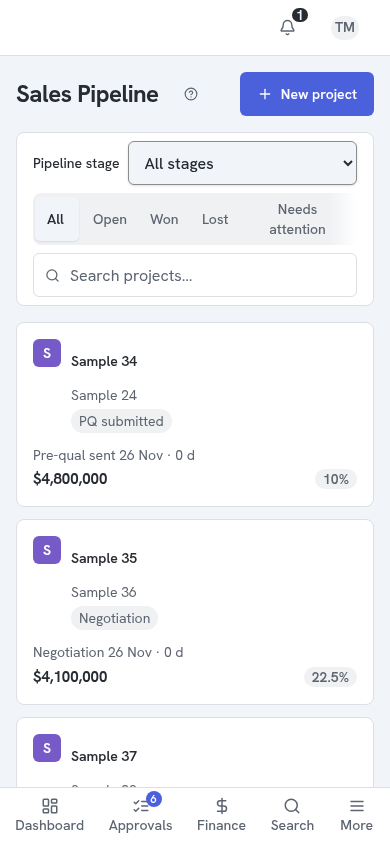 1
TM
Sales Pipeline
New project
Pipeline stage
All stages
All
Open
Won
Lost
Needs
attention
Search projects...
S
Sample 34
Sample 24
PQ submitted
Pre-qual sent 26 Nov · 0 d
$4,800,000
10%
S
Sample 35
Sample 36
Negotiation
Negotiation 26 Nov · 0 d
$4,100,000
22.5%
S
Sample 37
6
Dashboard
Approvals
Finance
Search
More